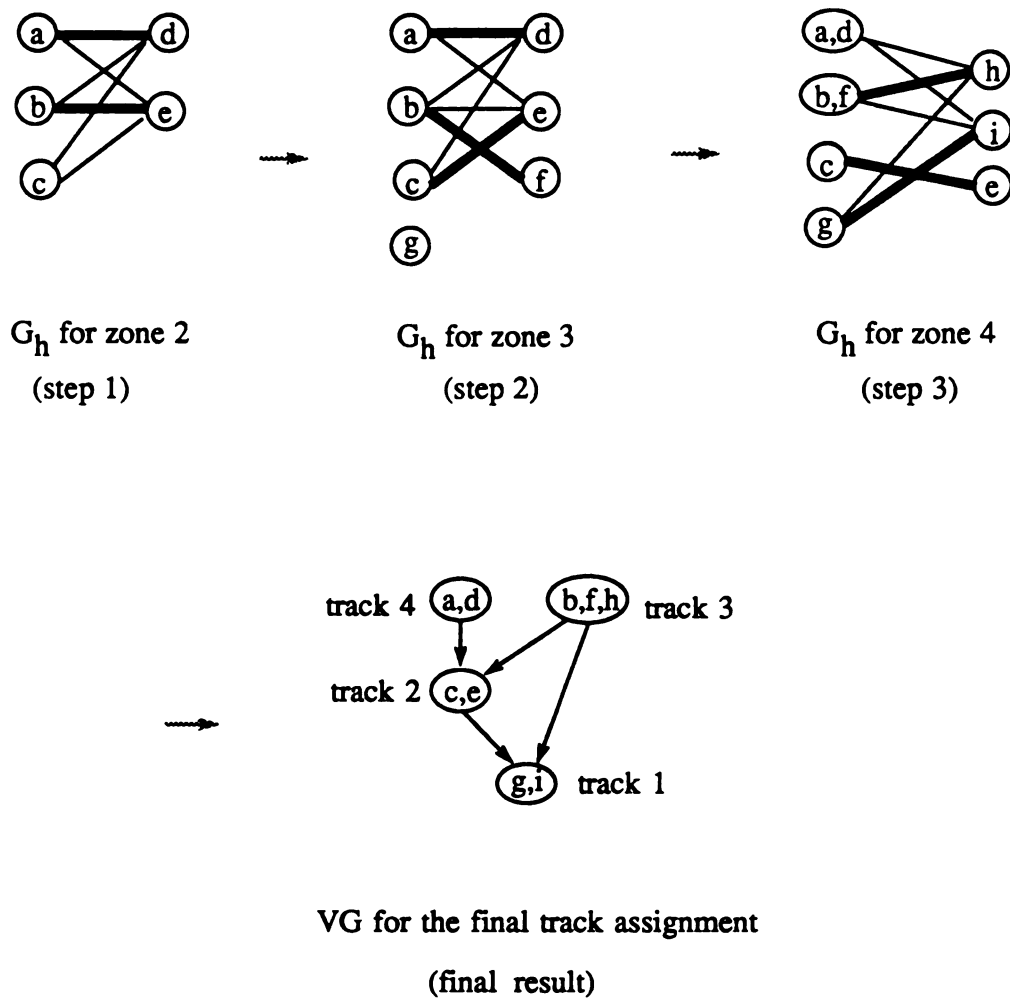 a d a d a,d
h
b e b e b,f
i
c c f c
e
g g
G_h for zone 2 G_h for zone 3 G_h for zone 4
(step 1) (step 2) (step 3)
track 4 a,d b,f,h track 3
track 2 c,e
g,i track 1
VG for the final track assignment
(final result)